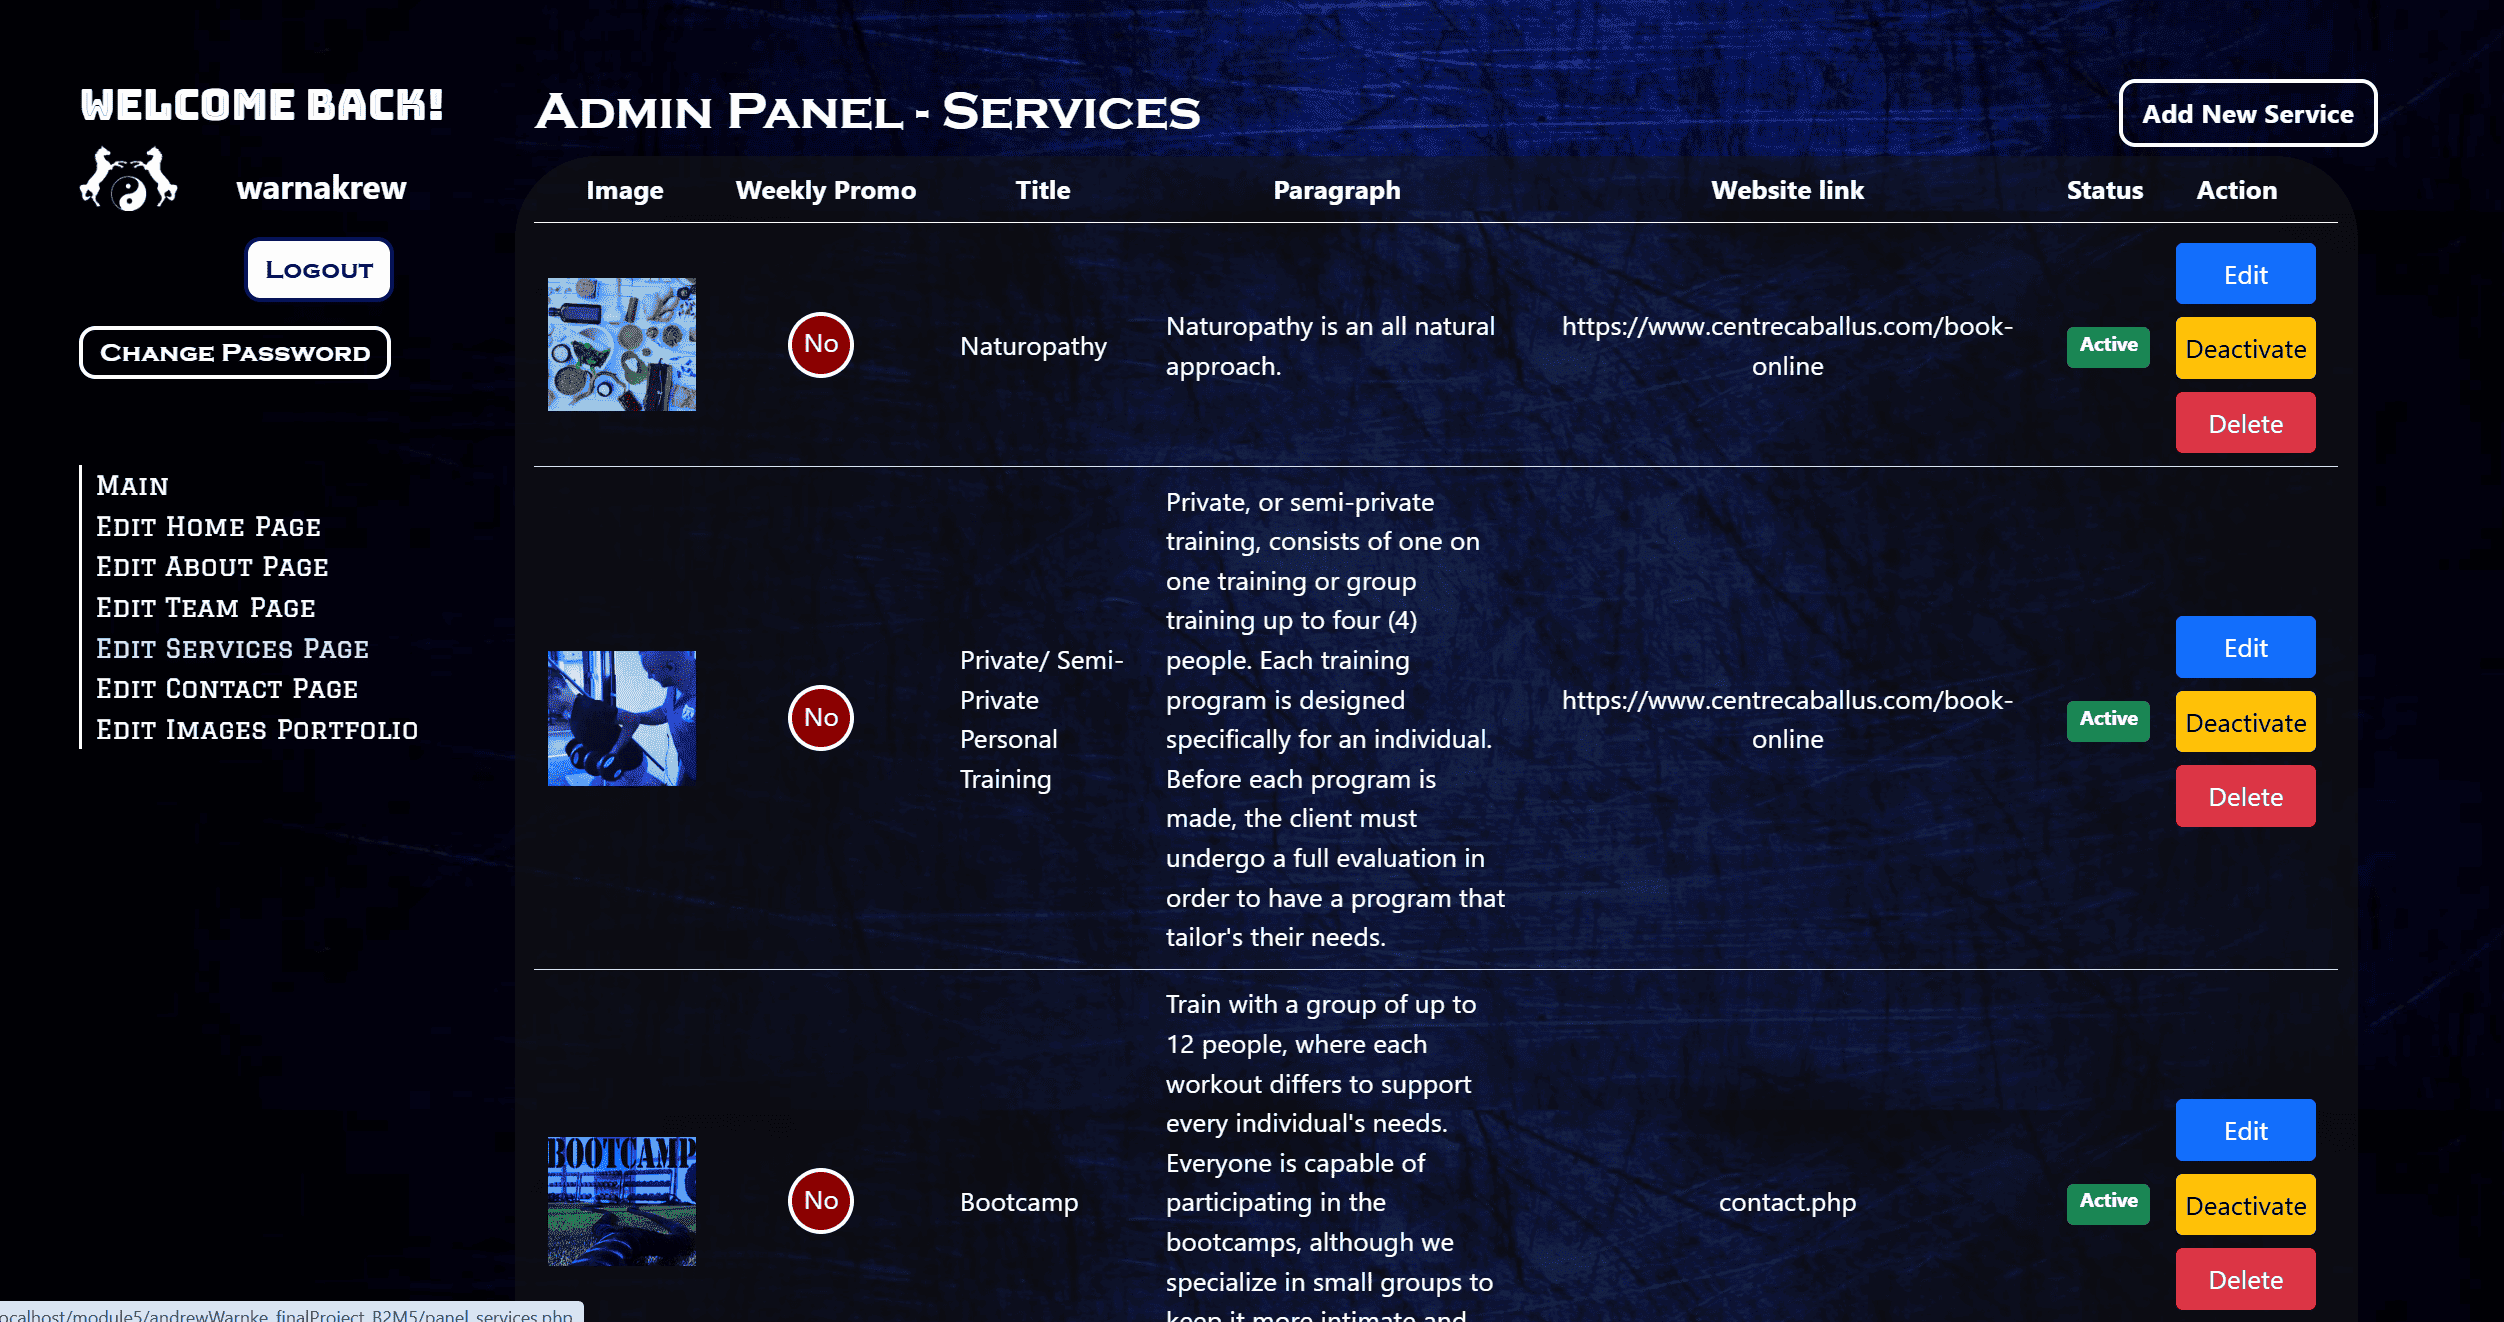 WELCOME BACK!
warnakrew
LOGOUT
CHANGE PASSWORD
MAIN
EDIT HOME PAGE
EDIT ABOUT PAGE
EDIT TEAM PAGE
EDIT SERVICES PAGE
EDIT CONTACT PAGE
EDIT IMAGES PORTFOLIO
ADMIN PANEL - SERVICES
Add New Service
Image Weekly Promo Title Paragraph Website link Status Action
No
Naturopathy
Naturopathy is an all natural
approach.
https://www.centrecaballus.com/book-
online
Active
Edit
Deactivate
Delete
No
Private/ Semi-
Private
Personal
Training
Private, or semi-private
training, consists of one on
one training or group
training up to four (4)
people. Each training
program is designed
specifically for an individual.
Before each program is
made, the client must
undergo a full evaluation in
order to have a program that
tailor's their needs.
https://www.centrecaballus.com/book-
online
Active
Edit
Deactivate
Delete
BOOTCAMP
No
Bootcamp
Train with a group of up to
12 people, where each
workout differs to support
every individual's needs.
Everyone is capable of
participating in the
bootcamps, although we
specialize in small groups to
keep it more intimate and
contact.php
Active
Edit
Deactivate
Delete
ocalhost/module5/andrewWarnke_finalProject_B2M5/panel_services.php